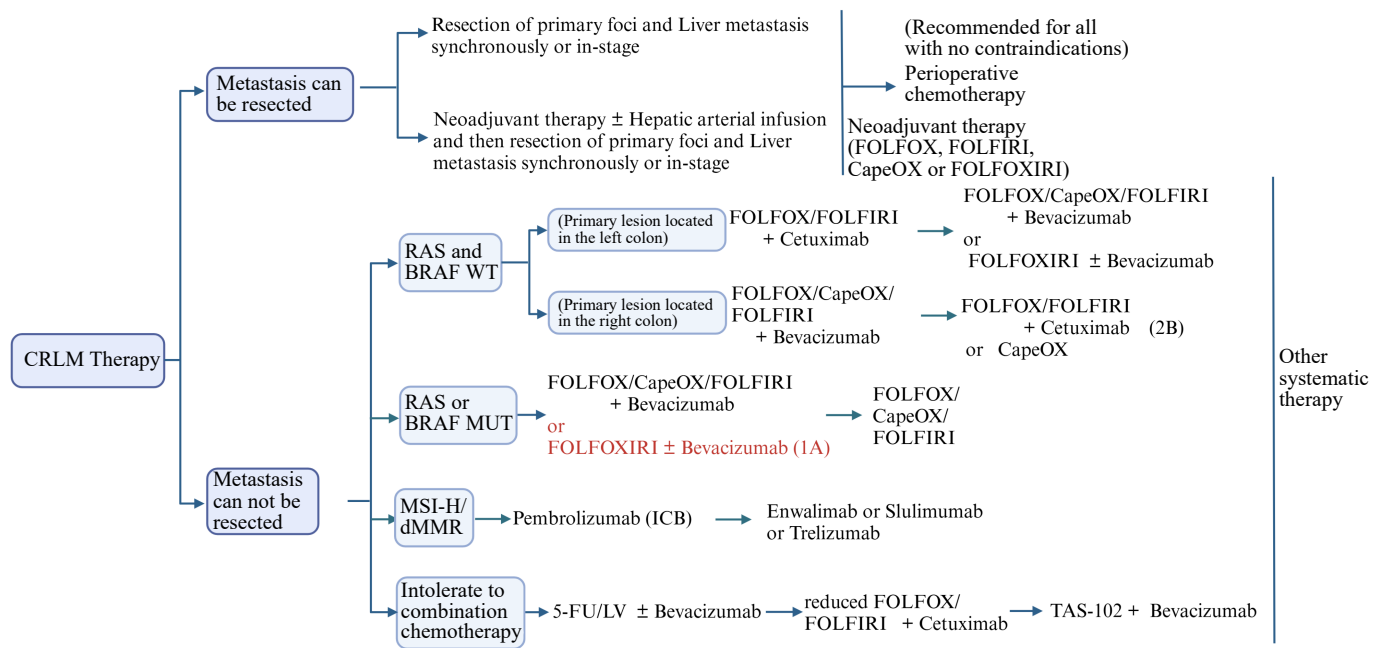 CRLM Therapy
Metastasis can
be resected
Resection of primary foci and Liver metastasis
synchronously or in-stage
Neoadjuvant therapy ± Hepatic arterial infusion
and then resection of primary foci and Liver
metastasis synchronously or in-stage
(Recommended for all
with no contraindications)
Perioperative
chemotherapy
Neoadjuvant therapy
(FOLFOX, FOLFIRI,
CapeOX or FOLFOXIRI)
Metastasis
can not be
resected
RAS and
BRAF WT
(Primary lesion located
in the left colon)
FOLFOX/FOLFIRI
+ Cetuximab
FOLFOX/CapeOX/FOLFIRI
+ Bevacizumab
or
FOLFOXIRI ± Bevacizumab
(Primary lesion located
in the right colon)
FOLFOX/CapeOX/
FOLFIRI
+ Bevacizumab
FOLFOX/FOLFIRI
+ Cetuximab (2B)
or CapeOX
RAS or
BRAF MUT
FOLFOX/CapeOX/FOLFIRI
+ Bevacizumab
or
FOLFOXIRI ± Bevacizumab (1A)
FOLFOX/
CapeOX/
FOLFIRI
MSI-H/
dMMR
Pembrolizumab (ICB)
Enwalimab or Slulimumab
or Trelizumab
Intolerate to
combination
chemotherapy
5-FU/LV ± Bevacizumab
reduced FOLFOX/
FOLFIRI + Cetuximab
TAS-102 + Bevacizumab
Other
systematic
therapy